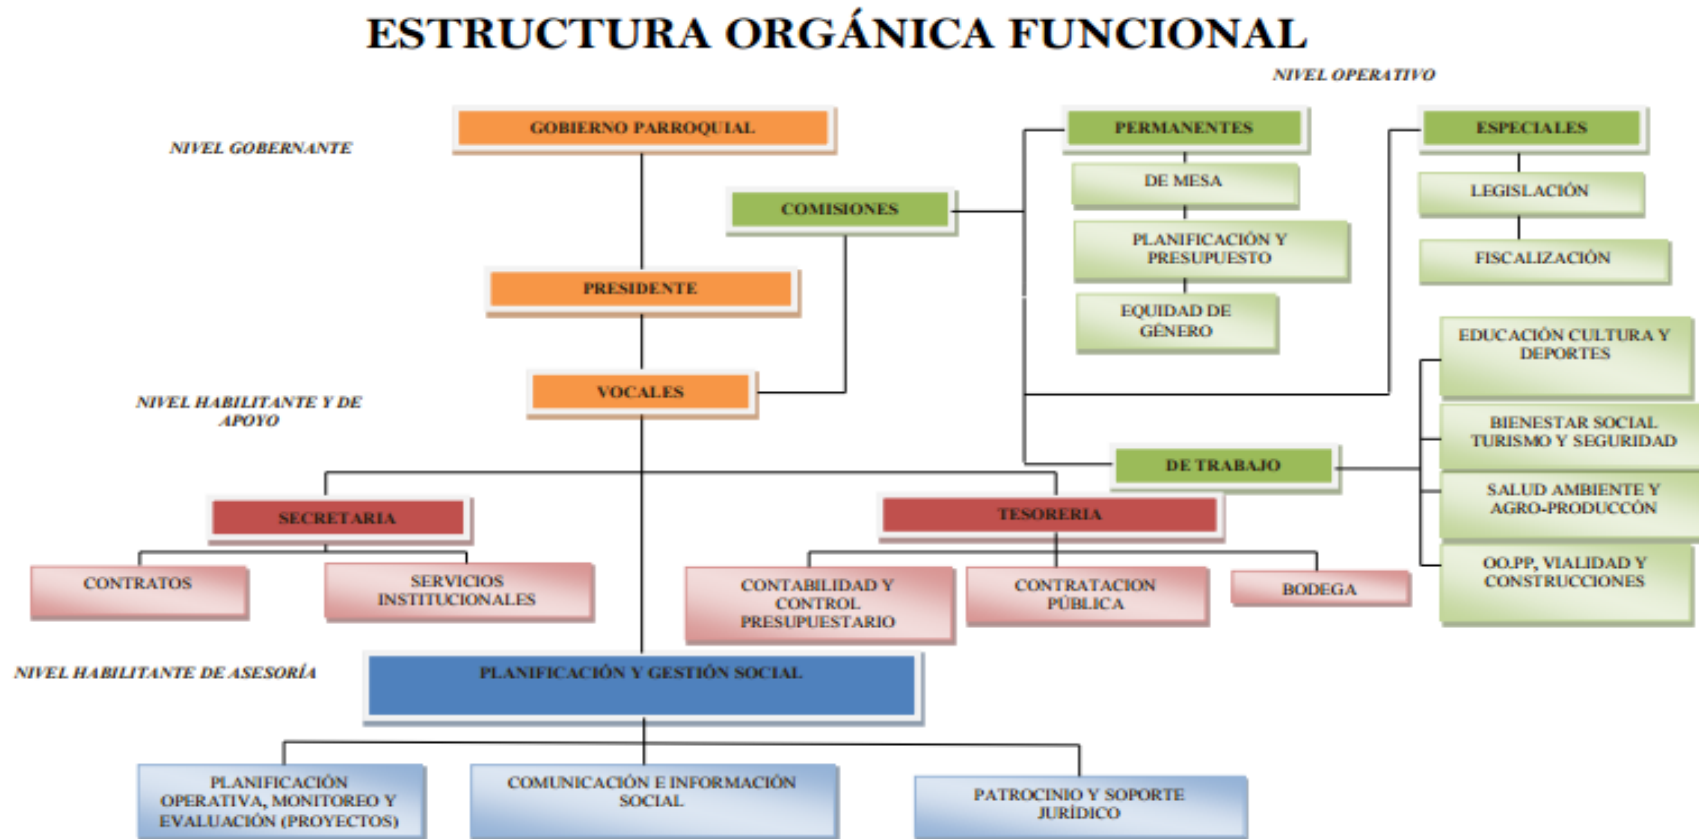 ESTRUCTURA ORGÁNICA FUNCIONAL
NIVEL OPERATIVO
NIVEL GOBERNANTE
GOBIERNO PARROQUIAL
PERMANENTES
ESPECIALES
DE MESA
LEGISLACIÓN
COMISIONES
PLANIFICACIÓN Y
PRESUPUESTO
FISCALIZACIÓN
PRESIDENTE
EQUIDAD DE
GÉNERO
EDUCACIÓN CULTURA Y
DEPORTES
VOCALES
NIVEL HABILITANTE Y DE
APOYO
BIENESTAR SOCIAL
TURISMO Y SEGURIDAD
DE TRABAJO
SALUD AMBIENTE Y
AGRO-PRODUCCÓN
SECRETARIA
TESORERIA
OO.PP, VIALIDAD Y
CONSTRUCCIONES
CONTRATOS
SERVICIOS
INSTITUCIONALES
CONTABILIDAD Y
CONTROL
PRESUPUESTARIO
CONTRATACION
PÚBLICA
BODEGA
NIVEL HABILITANTE DE ASESORÍA
PLANIFICACIÓN Y GESTIÓN SOCIAL
PLANIFICACIÓN
OPERATIVA, MONITOREO Y
EVALUACIÓN (PROYECTOS)
COMUNICACIÓN E INFORMACIÓN
SOCIAL
PATROCINIO Y SOPORTE
JURÍDICO